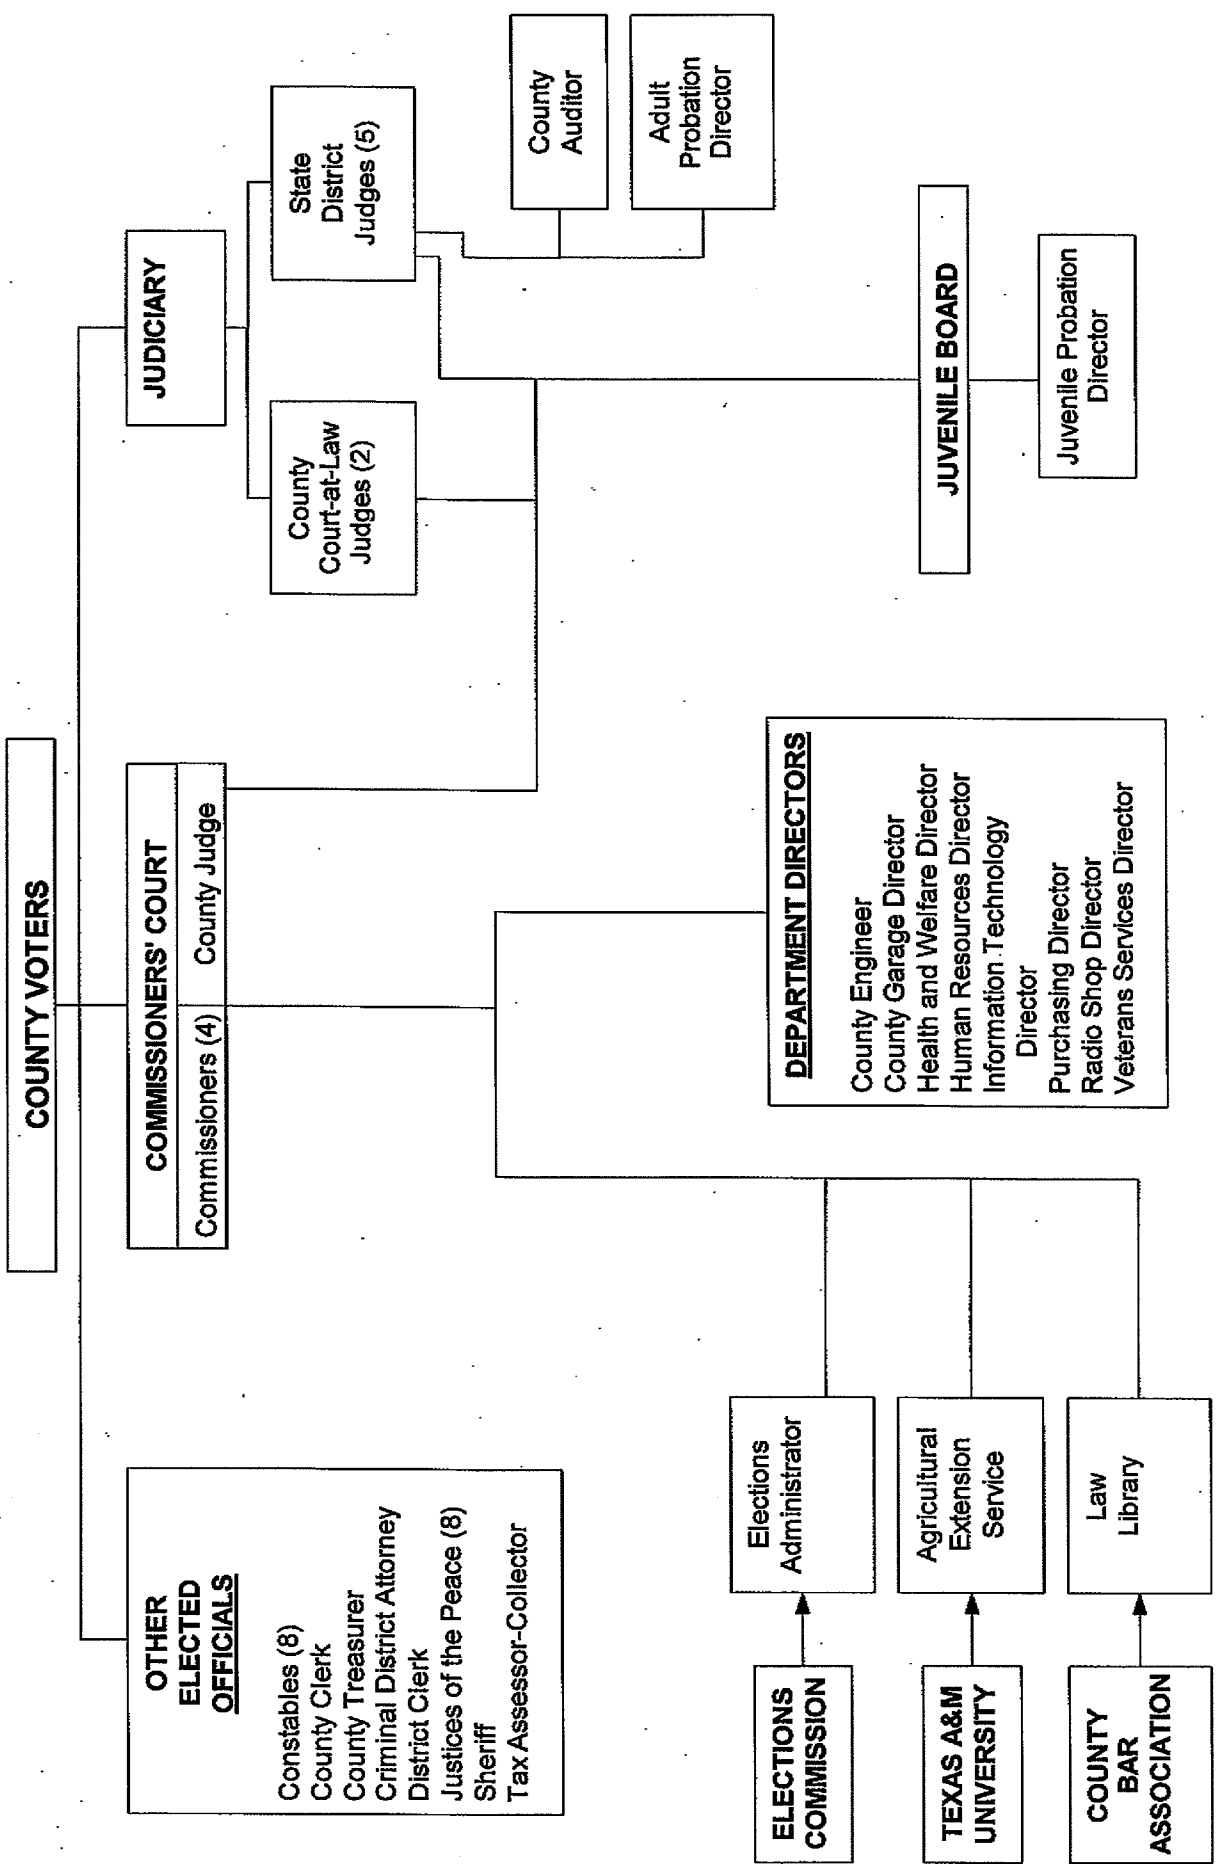 COUNTY VOTERS
OTHER
ELECTED
OFFICIALS
Constables (8)
County Clerk
County Treasurer
Criminal District Attorney
District Clerk
Justices of the Peace (8)
Sheriff
Tax Assessor-Collector
COMMISSIONERS' COURT
Commissioners (4)
County Judge
JUDICIARY
County
Court-at-Law
Judges (2)
State
District
Judges (5)
County
Auditor
Adult
Probation
Director
ELECTIONS
COMMISSION
Elections
Administrator
TEXAS A&M
UNIVERSITY
Agricultural
Extension
Service
COUNTY
BAR
ASSOCIATION
Law
Library
DEPARTMENT DIRECTORS
County Engineer
County Garage Director
Health and Welfare Director
Human Resources Director
Information Technology
Director
Purchasing Director
Radio Shop Director
Veterans Services Director
JUVENILE BOARD
Juvenile Probation
Director